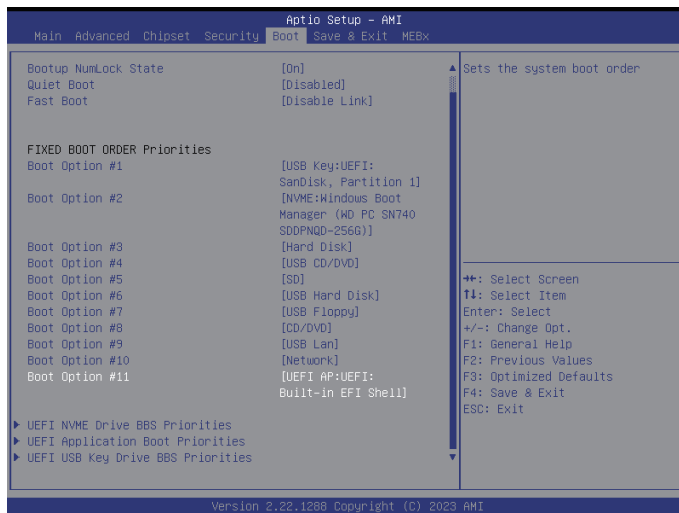 Aptio Setup – AMI
Main Advanced Chipset Security Boot Save & Exit MEBx
Bootup NumLock State [On]
Quiet Boot [Disabled]
Fast Boot [Disable Link]
FIXED BOOT ORDER Priorities
Boot Option #1 [USB Key:UEFI:
SanDisk, Partition 1]
Boot Option #2 [NVME:Windows Boot
Manager (WD PC SN740
SDDPNQD-256G)]
Boot Option #3 [Hard Disk]
Boot Option #4 [USB CD/DVD]
Boot Option #5 [SD]
Boot Option #6 [USB Hard Disk]
Boot Option #7 [USB Floppy]
Boot Option #8 [CD/DVD]
Boot Option #9 [USB Lan]
Boot Option #10 [Network]
Boot Option #11 [UEFI AP:UEFI:
Built-in EFI Shell]
UEFI NVME Drive BBS Priorities
UEFI Application Boot Priorities
UEFI USB Key Drive BBS Priorities
Sets the system boot order
→←: Select Screen
↑↓: Select Item
Enter: Select
+/-: Change Opt.
F1: General Help
F2: Previous Values
F3: Optimized Defaults
F4: Save & Exit
ESC: Exit
Version 2.22.1288 Copyright (C) 2023 AMI